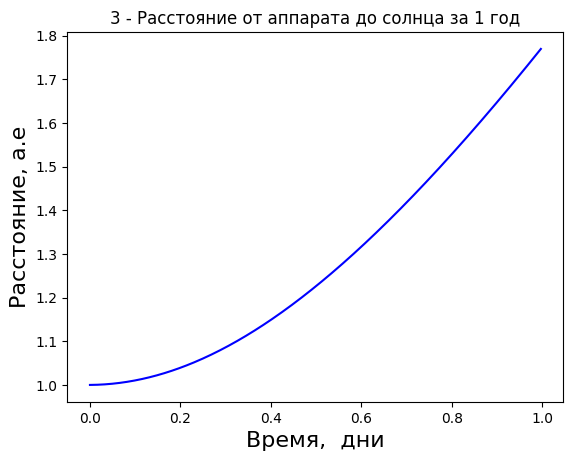 3 - Расстояние от аппарата до солнца за 1 год
Расстояние, а.е
1.8
1.7
1.6
1.5
1.4
1.3
1.2
1.1
1.0
0.0 0.2 0.4 0.6 0.8 1.0
Время,  дни